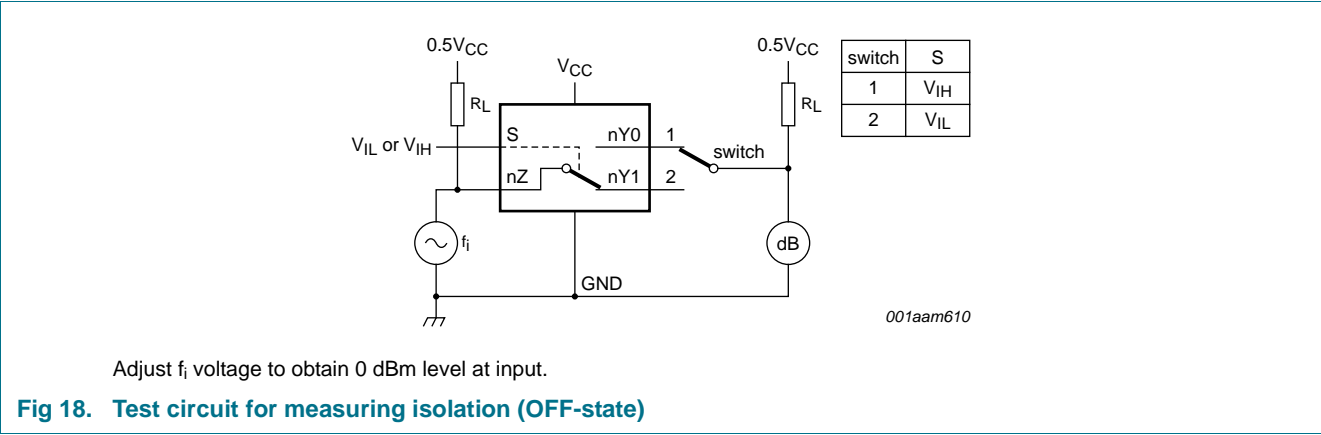 0.5VCC
VCC
0.5VCC
RL
RL
switch S
1 VIH
2 VIL
VIL or VIH
S
nY0
1
switch
nZ
nY1
2
fi
dB
GND
001aam610
Adjust fi voltage to obtain 0 dBm level at input.
Fig 18. Test circuit for measuring isolation (OFF-state)